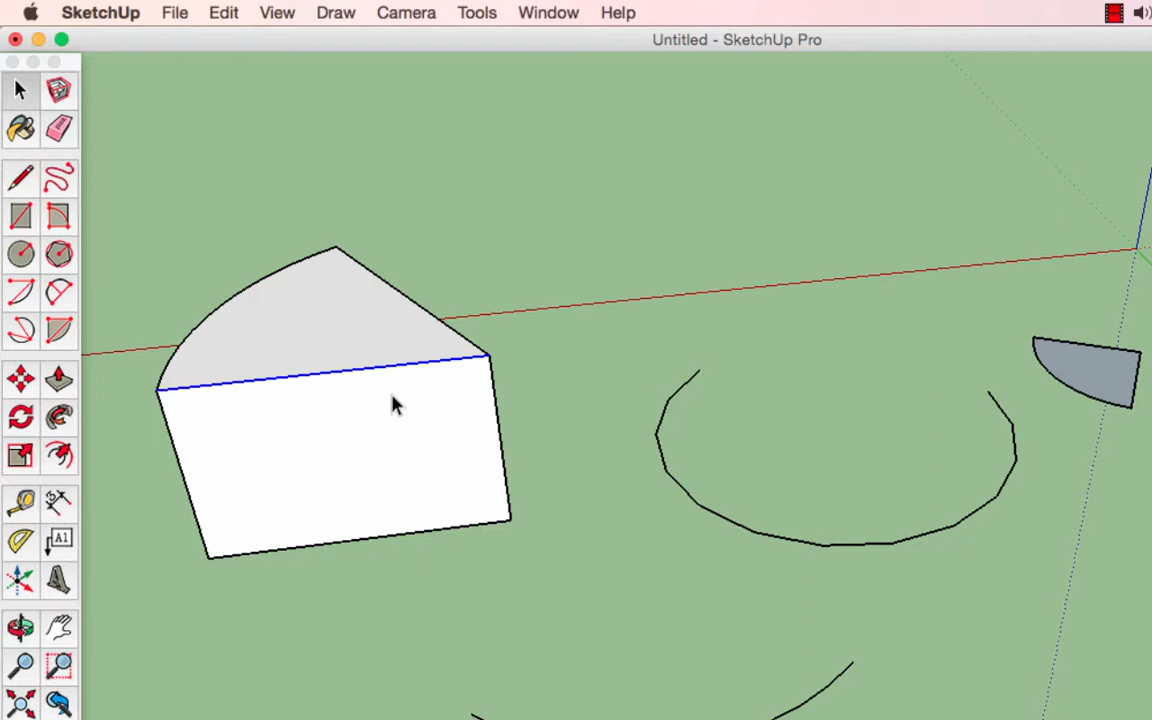 SketchUp File Edit View Draw Camera Tools Window Help
Untitled - SketchUp Pro
A1